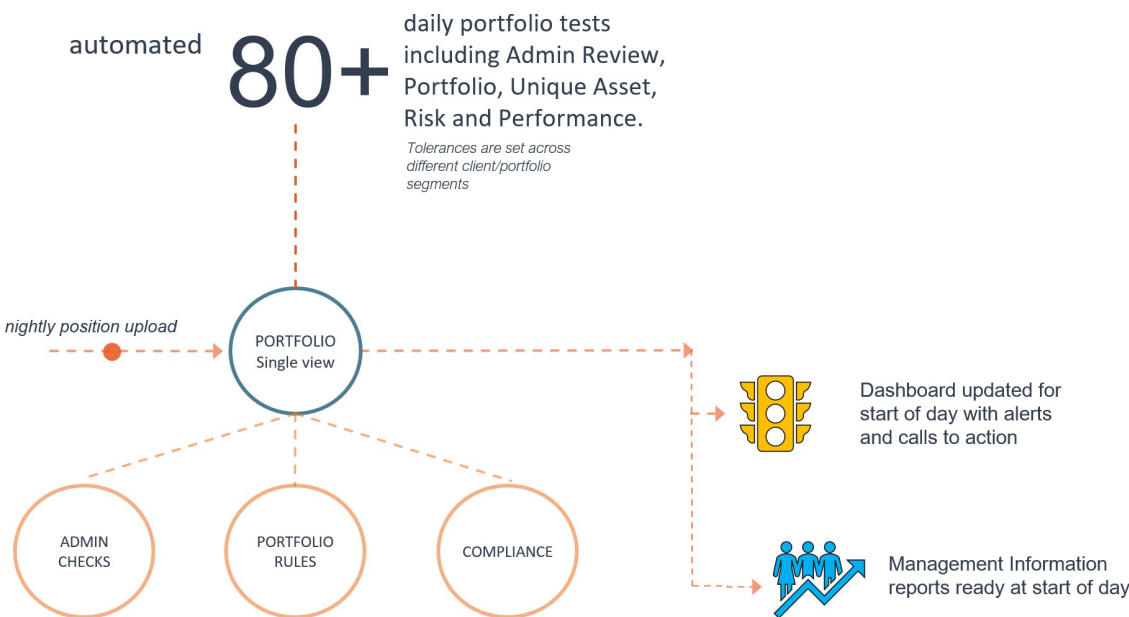 automated
80+
daily portfolio tests
including Admin Review,
Portfolio, Unique Asset,
Risk and Performance.
Tolerances are set across
different client/portfolio
segments
nightly position upload
PORTFOLIO
Single view
Dashboard updated for
start of day with alerts
and calls to action
ADMIN
CHECKS
PORTFOLIO
RULES
COMPLIANCE
Management Information
reports ready at start of day